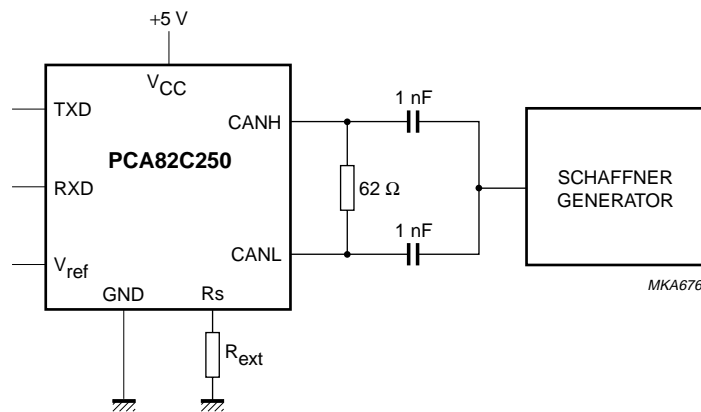 +5 V
VCC
TXD
CANH
1 nF
PCA82C250
RXD
62 Ω
SCHAFFNER
GENERATOR
1 nF
Vref
CANL
GND
Rs
MKA676
Rext